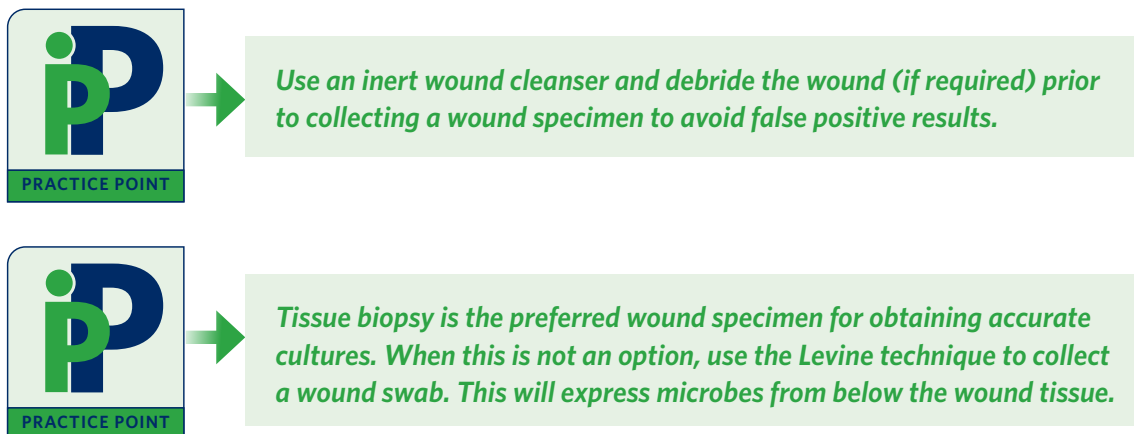 iPP
PRACTICE POINT
Use an inert wound cleanser and debride the wound (if required) prior
to collecting a wound specimen to avoid false positive results.
iPP
PRACTICE POINT
Tissue biopsy is the preferred wound specimen for obtaining accurate
cultures. When this is not an option, use the Levine technique to collect
a wound swab. This will express microbes from below the wound tissue.